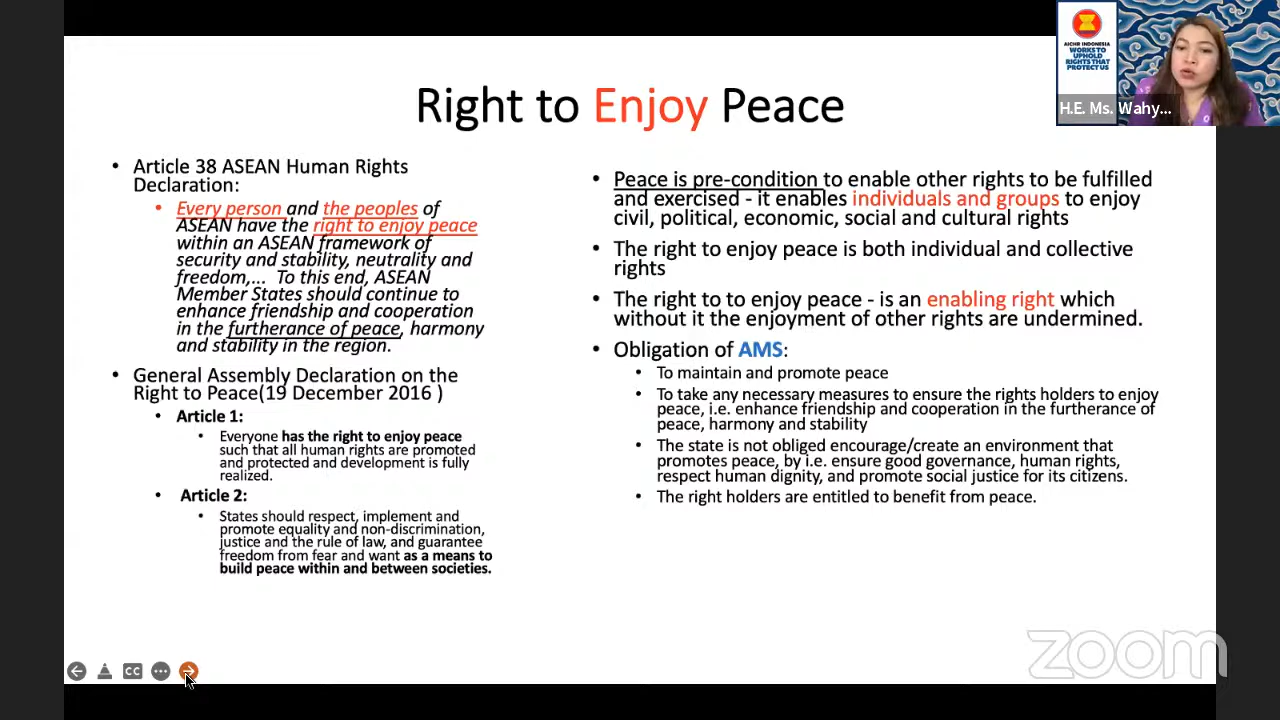 Right to Enjoy Peace
• Article 38 ASEAN Human Rights
Declaration:
• Every person and the peoples of
ASEAN have the right to enjoy peace
within an ASEAN framework of
security and stability, neutrality and
freedom,... To this end, ASEAN
Member States should continue to
enhance friendship and cooperation
in the furtherance of peace, harmony
and stability in the region.
• General Assembly Declaration on the
Right to Peace(19 December 2016 )
• Article 1:
• Everyone has the right to enjoy peace
such that all human rights are promoted
and protected and development is fully
realized.
• Article 2:
• States should respect, implement and
promote equality and non-discrimination,
justice and the rule of law, and guarantee
freedom from fear and want as a means to
build peace within and between societies.
• Peace is pre-condition to enable other rights to be fulfilled
and exercised - it enables individuals and groups to enjoy
civil, political, economic, social and cultural rights
• The right to enjoy peace is both individual and collective
rights
• The right to to enjoy peace - is an enabling right which
without it the enjoyment of other rights are undermined.
• Obligation of AMS:
• To maintain and promote peace
• To take any necessary measures to ensure the rights holders to enjoy
peace, i.e. enhance friendship and cooperation in the furtherance of
peace, harmony and stability
• The state is not obliged encourage/create an environment that
promotes peace, by i.e. ensure good governance, human rights,
respect human dignity, and promote social justice for its citizens.
• The right holders are entitled to benefit from peace.
AICHR INDONESIA
WORKS TO
UPHOLD
RIGHTS THAT
PROTECT US
H.E. Ms. Wahy...
CC
zoom